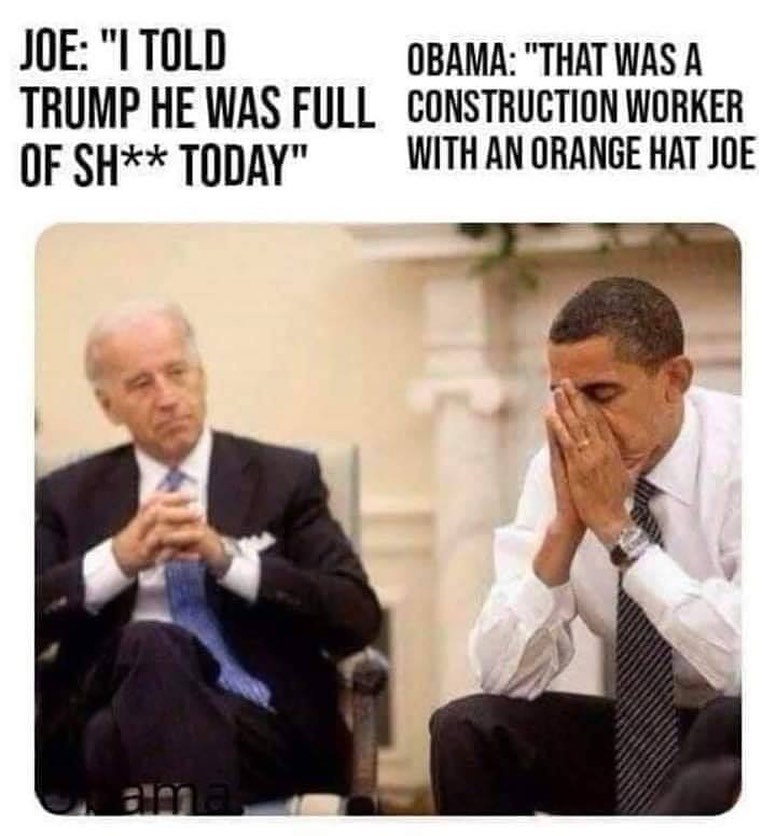 JOE: "I TOLD
TRUMP HE WAS FULL
OF SH** TODAY"
OBAMA: "THAT WAS A
CONSTRUCTION WORKER
WITH AN ORANGE HAT JOE